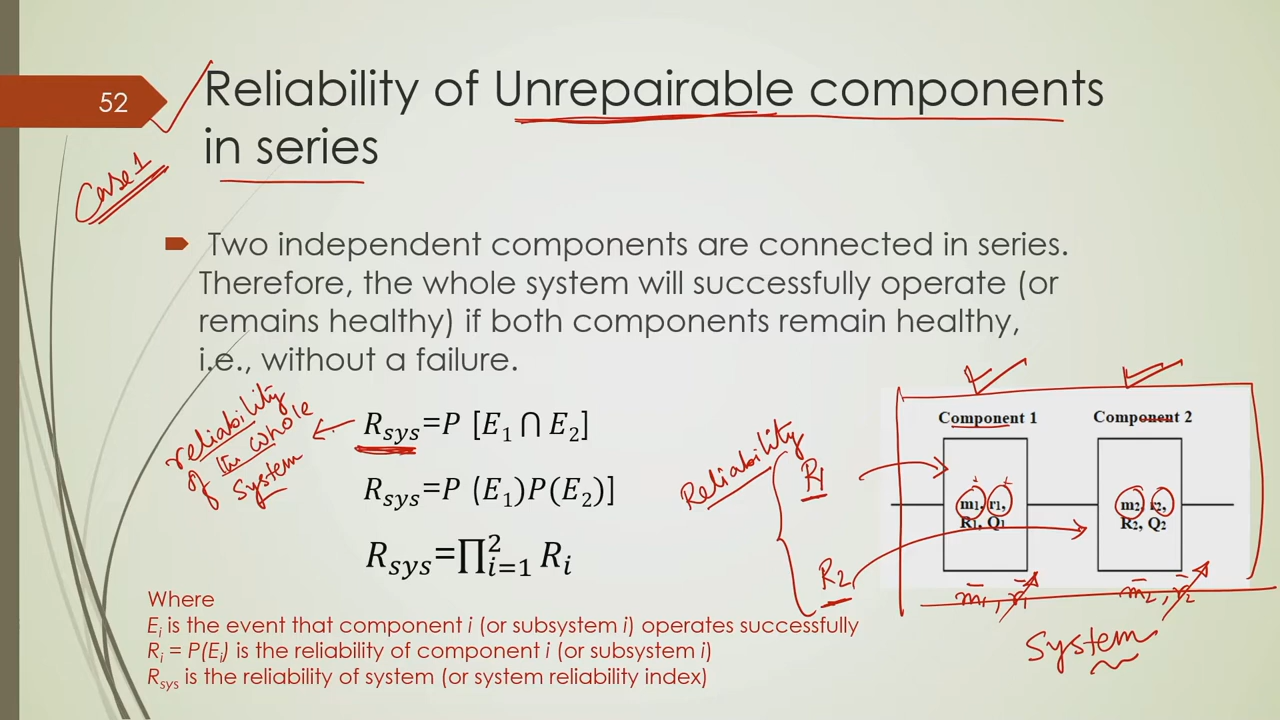 52
Reliability of Unrepairable components
in series
Case 1
Two independent components are connected in series.
Therefore, the whole system will successfully operate (or
remains healthy) if both components remain healthy,
i.e., without a failure.
reliability
of the whole
system
R_sys=P [E_1 ∩ E_2]
R_sys=P (E_1)P(E_2)]
R_sys=∏_{i=1}^{2} R_i
Reliability
R1
R2
Component 1
Component 2
m1, r1,
R1, Q1
m2, r2,
R2, Q2
m̄1, r̄1
m̄2, r̄2
System
Where
E_i is the event that component i (or subsystem i) operates successfully
R_i = P(E_i) is the reliability of component i (or subsystem i)
R_sys is the reliability of system (or system reliability index)